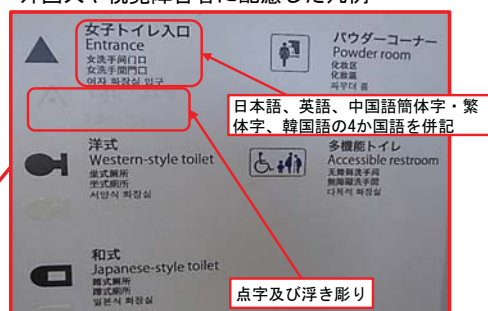 外国人や視覚障害者に配慮した凡例
女子トイレ入口
Entrance
女洗手间门口
女洗手間門口
여자 화장실 입구
パウダーコーナー
Powder room
化妆区
化妝區
파우더 룸
日本語、英語、中国語簡体字・繁
体字、韓国語の4か国語を併記
洋式
Western-style toilet
坐式厕所
坐式廁所
서양식 화장실
多機能トイレ
Accessible restroom
无障碍洗手间
無障礙洗手間
다목적 화장실
和式
Japanese-style toilet
蹲式厕所
蹲式廁所
일본식 화장실
点字及び浮き彫り